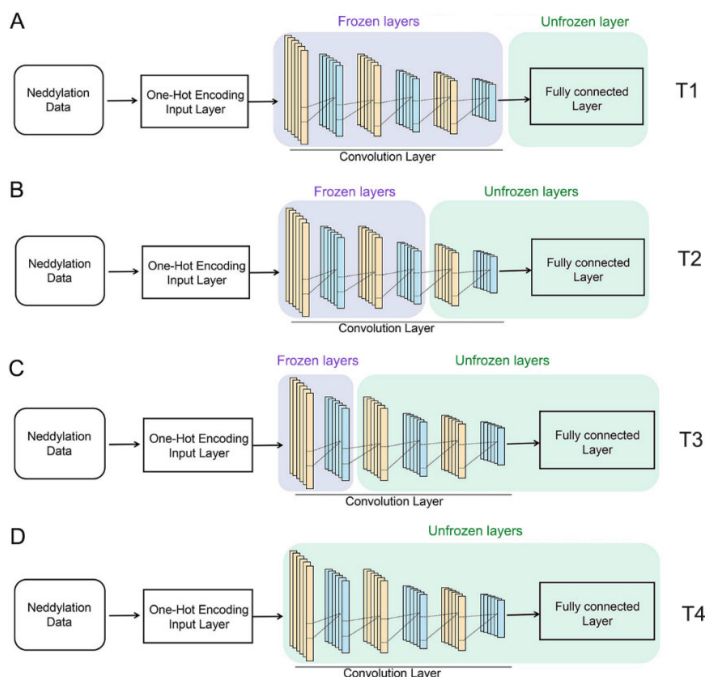 A
Frozen layers
Unfrozen layer
Neddylation
Data
One-Hot Encoding
Input Layer
Fully connected
Layer
T1
Convolution Layer
B
Frozen layers
Unfrozen layers
Neddylation
Data
One-Hot Encoding
Input Layer
Fully connected
Layer
T2
Convolution Layer
C
Frozen layers
Unfrozen layers
Neddylation
Data
One-Hot Encoding
Input Layer
Fully connected
Layer
T3
Convolution Layer
D
Unfrozen layers
Neddylation
Data
One-Hot Encoding
Input Layer
Fully connected
Layer
T4
Convolution Layer